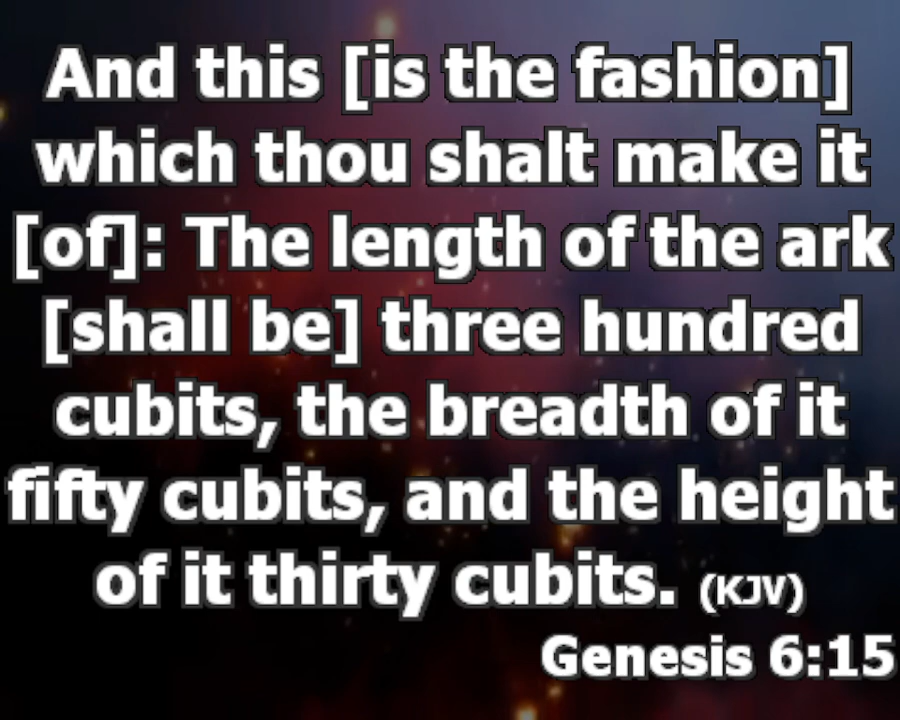 And this [is the fashion]
which thou shalt make it
[of]: The length of the ark
[shall be] three hundred
cubits, the breadth of it
fifty cubits, and the height
of it thirty cubits. (KJV)
Genesis 6:15